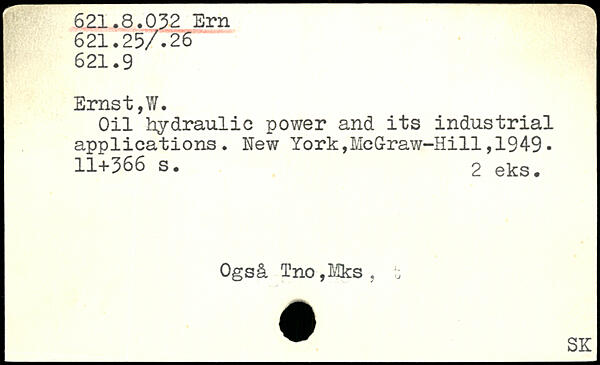 621.8.032 Ern
621.25/.26
621.9
Ernst,W.
Oil hydraulic power and its industrial
applications. New York,McGraw-Hill,1949.
11+366 s.
2 eks.
Også Tno,Mks,
SK